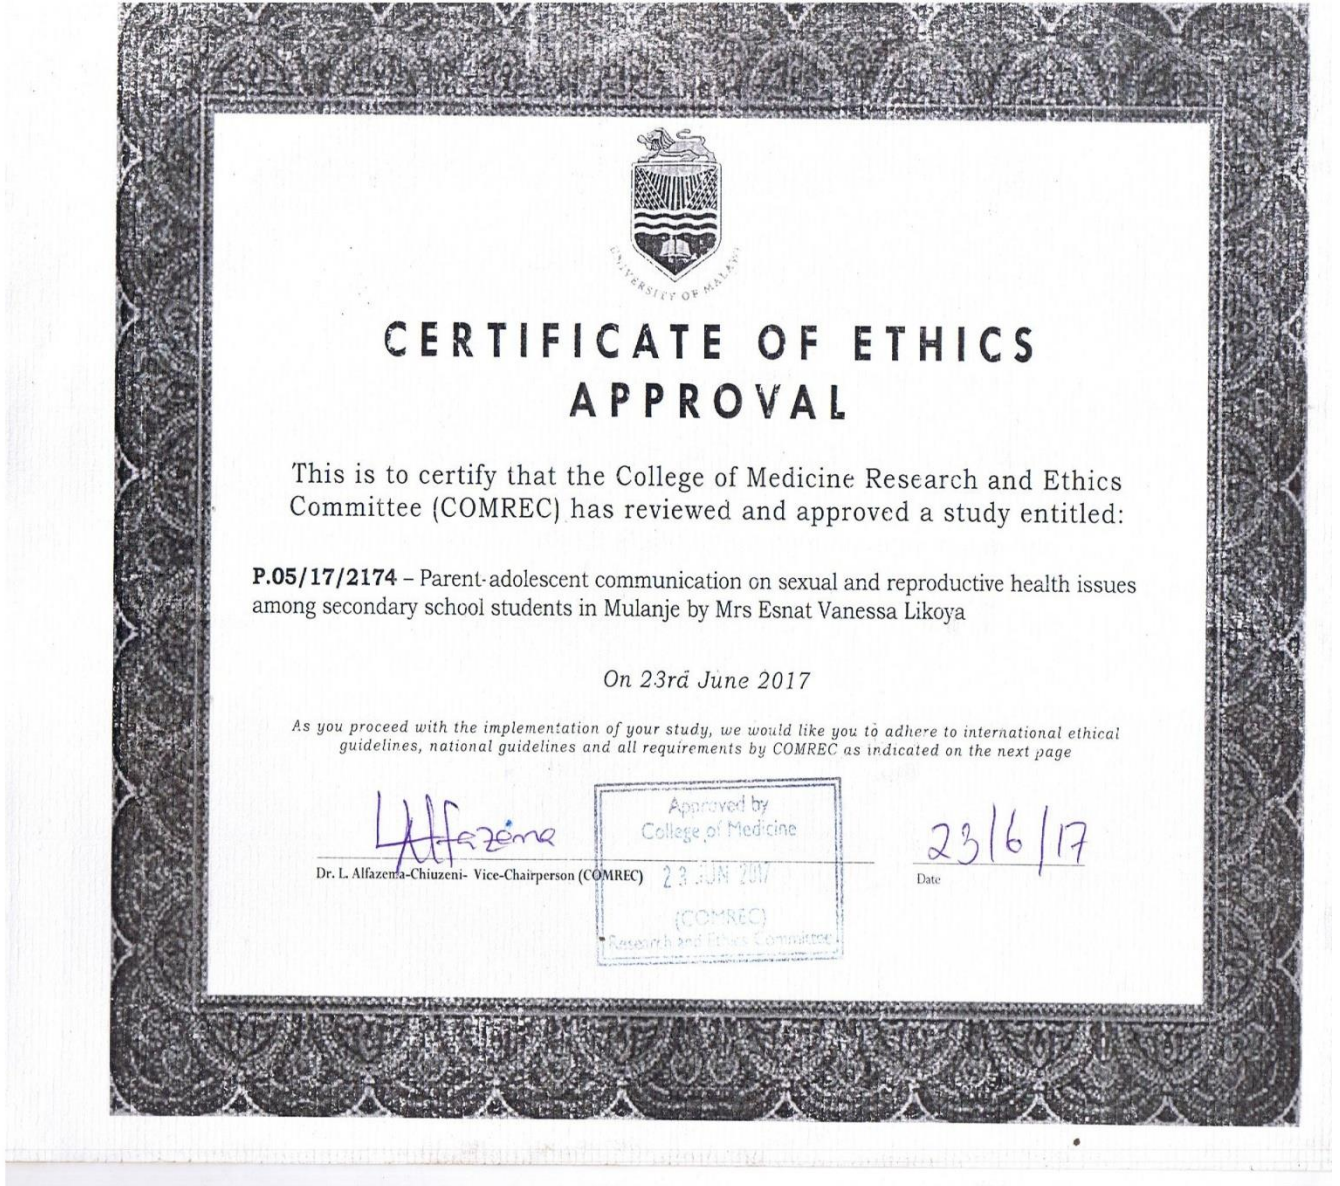 UNIVERSITY OF MALAWI
CERTIFICATE OF ETHICS
APPROVAL
This is to certify that the College of Medicine Research and Ethics
Committee (COMREC) has reviewed and approved a study entitled:
P.05/17/2174 – Parent-adolescent communication on sexual and reproductive health issues
among secondary school students in Mulanje by Mrs Esnat Vanessa Likoya
On 23rd June 2017
As you proceed with the implementation of your study, we would like you to adhere to international ethical
guidelines, national guidelines and all requirements by COMREC as indicated on the next page
LAlfazema
Approved by
College of Medicine
23 JUN 2017
(COMREC)
Research and Ethics Committee
23/6/17
Dr. L. Alfazema-Chiuzeni- Vice-Chairperson (COMREC)
Date